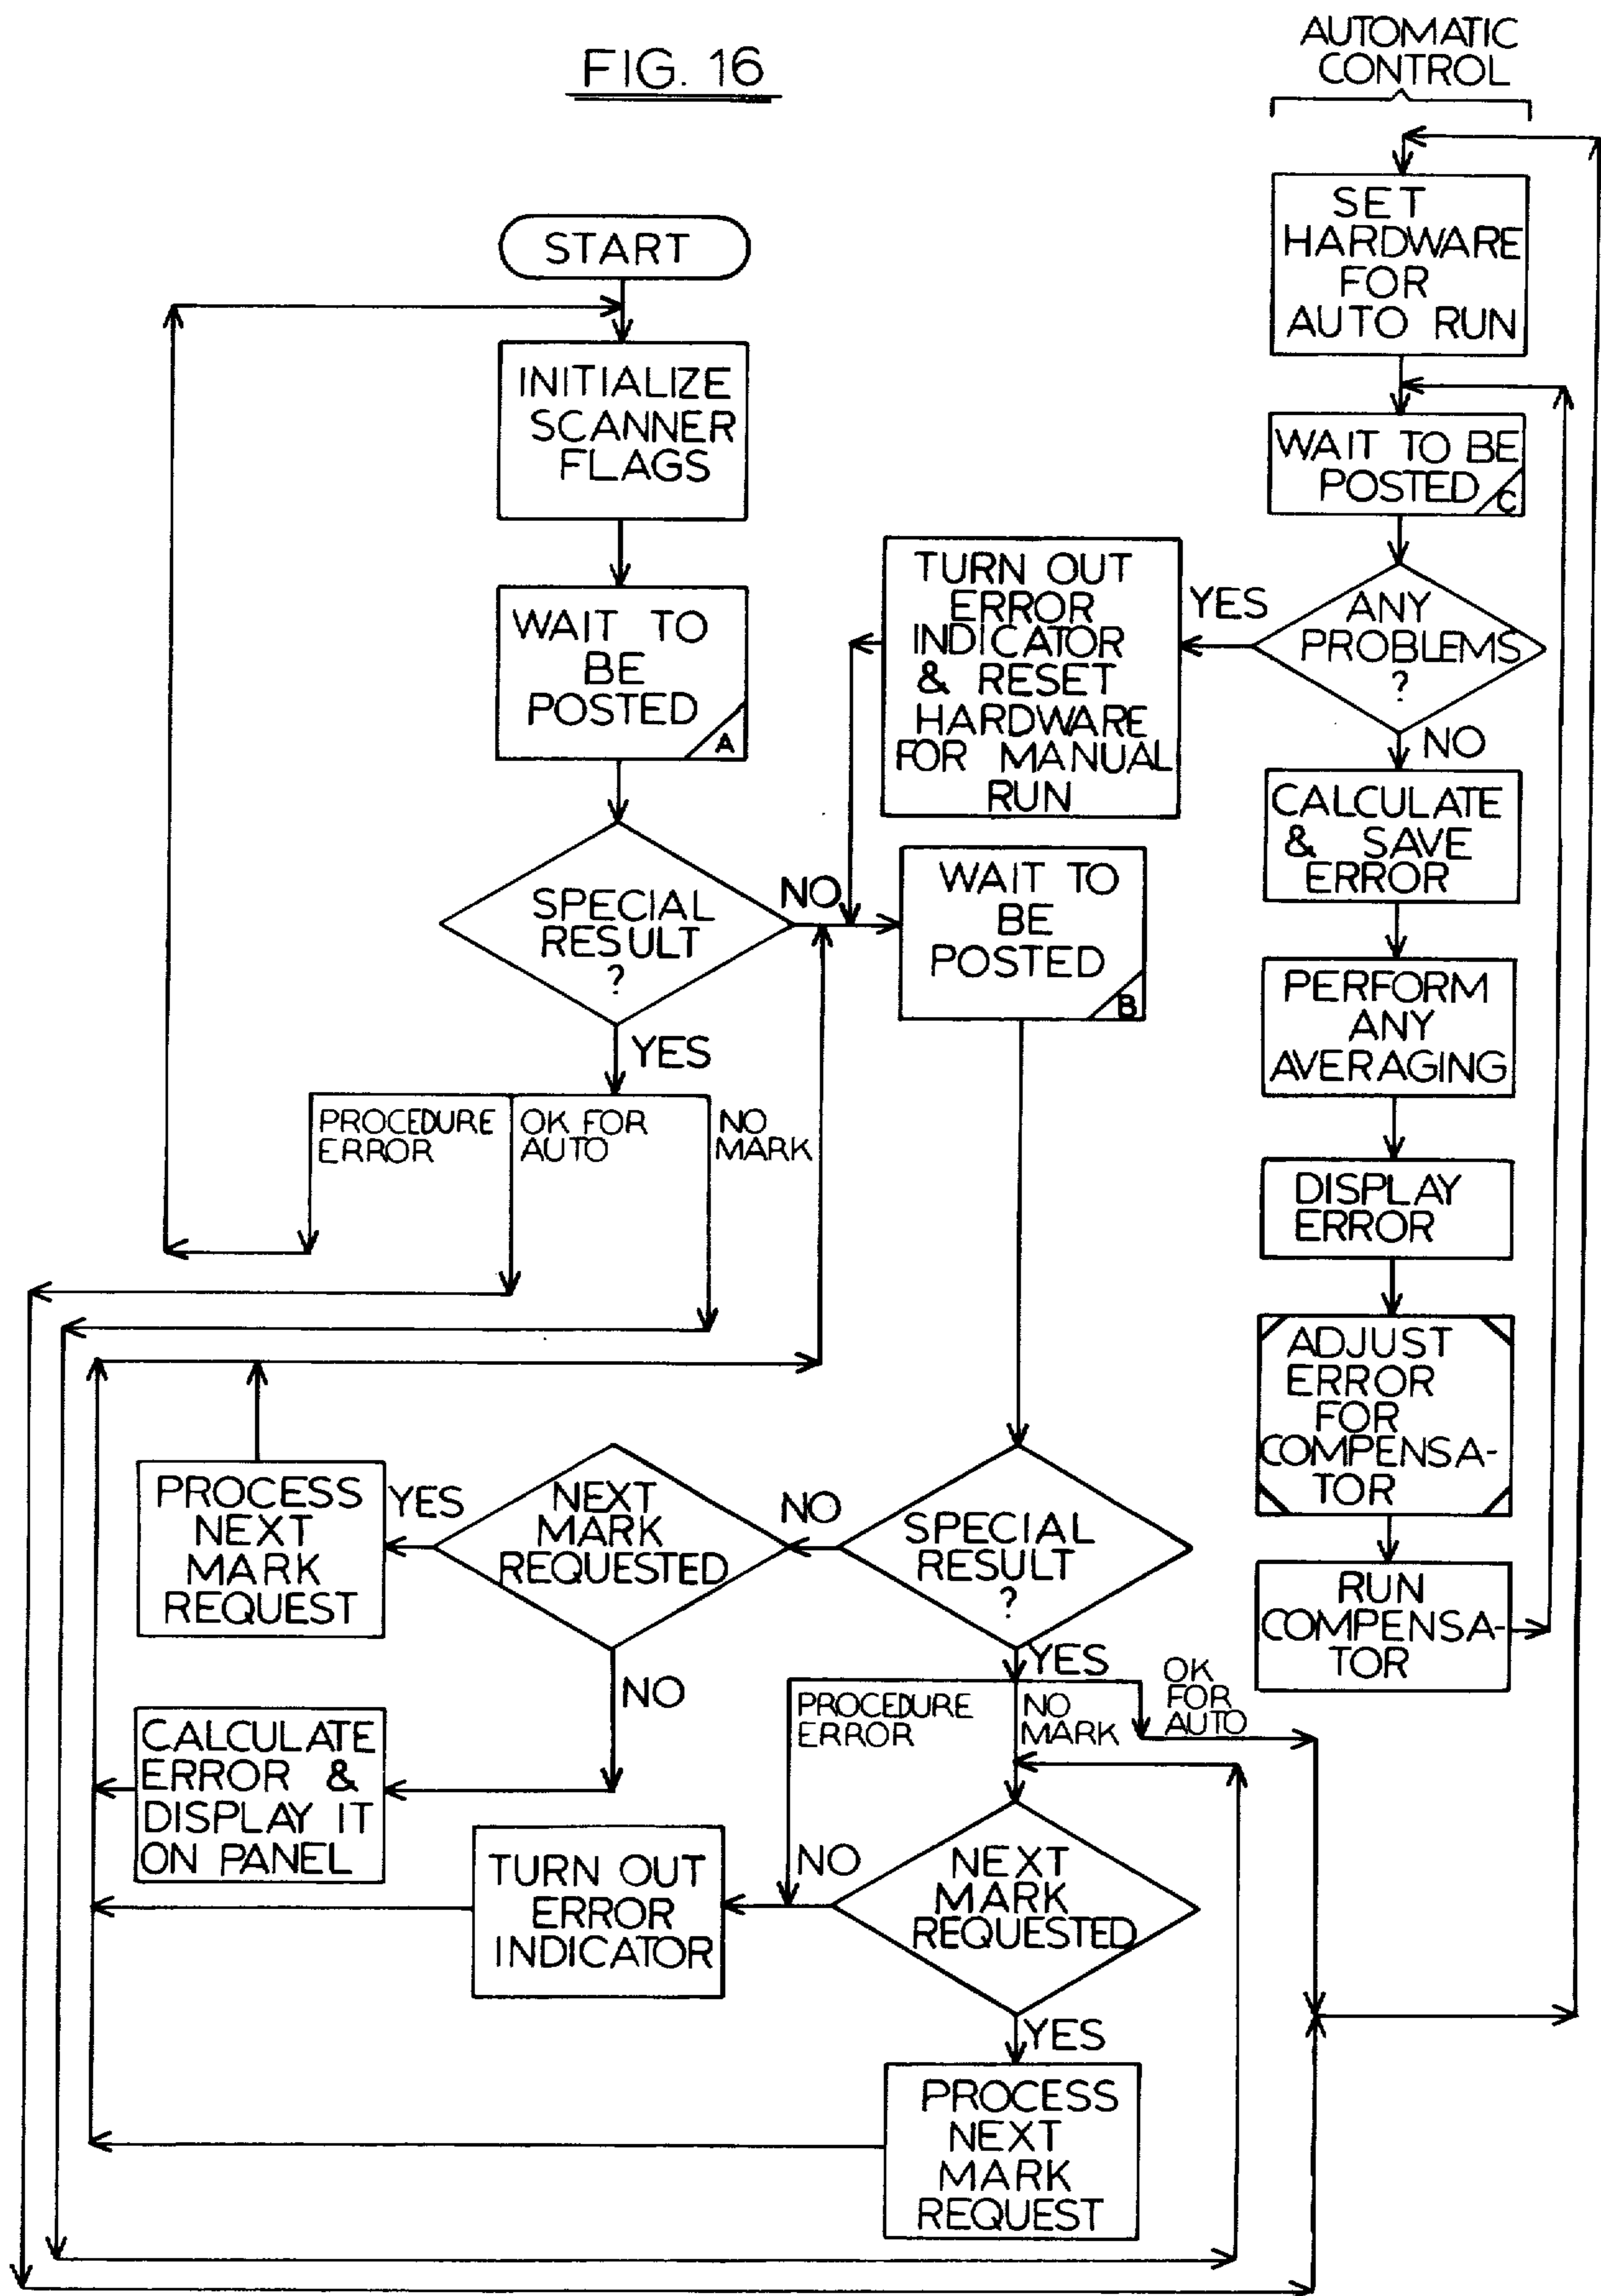 FIG. 16
AUTOMATIC
CONTROL
START
INITIALIZE
SCANNER
FLAGS
WAIT TO
BE
POSTED
A
SPECIAL
RESULT
?
NO
YES
PROCEDURE
ERROR
OK FOR
AUTO
NO
MARK
TURN OUT
ERROR
INDICATOR
& RESET
HARDWARE
FOR MANUAL
RUN
WAIT TO
BE
POSTED
B
SET
HARDWARE
FOR
AUTO RUN
WAIT TO BE
POSTED
C
ANY
PROBLEMS
?
YES
NO
CALCULATE
& SAVE
ERROR
PERFORM
ANY
AVERAGING
DISPLAY
ERROR
ADJUST
ERROR
FOR
COMPENSA-
TOR
RUN
COMPENSA-
TOR
SPECIAL
RESULT
?
NO
YES
NEXT
MARK
REQUESTED
YES
NO
PROCESS
NEXT
MARK
REQUEST
CALCULATE
ERROR &
DISPLAY IT
ON PANEL
PROCEDURE
ERROR
NO
MARK
OK
FOR
AUTO
NEXT
MARK
REQUESTED
NO
YES
TURN OUT
ERROR
INDICATOR
PROCESS
NEXT
MARK
REQUEST